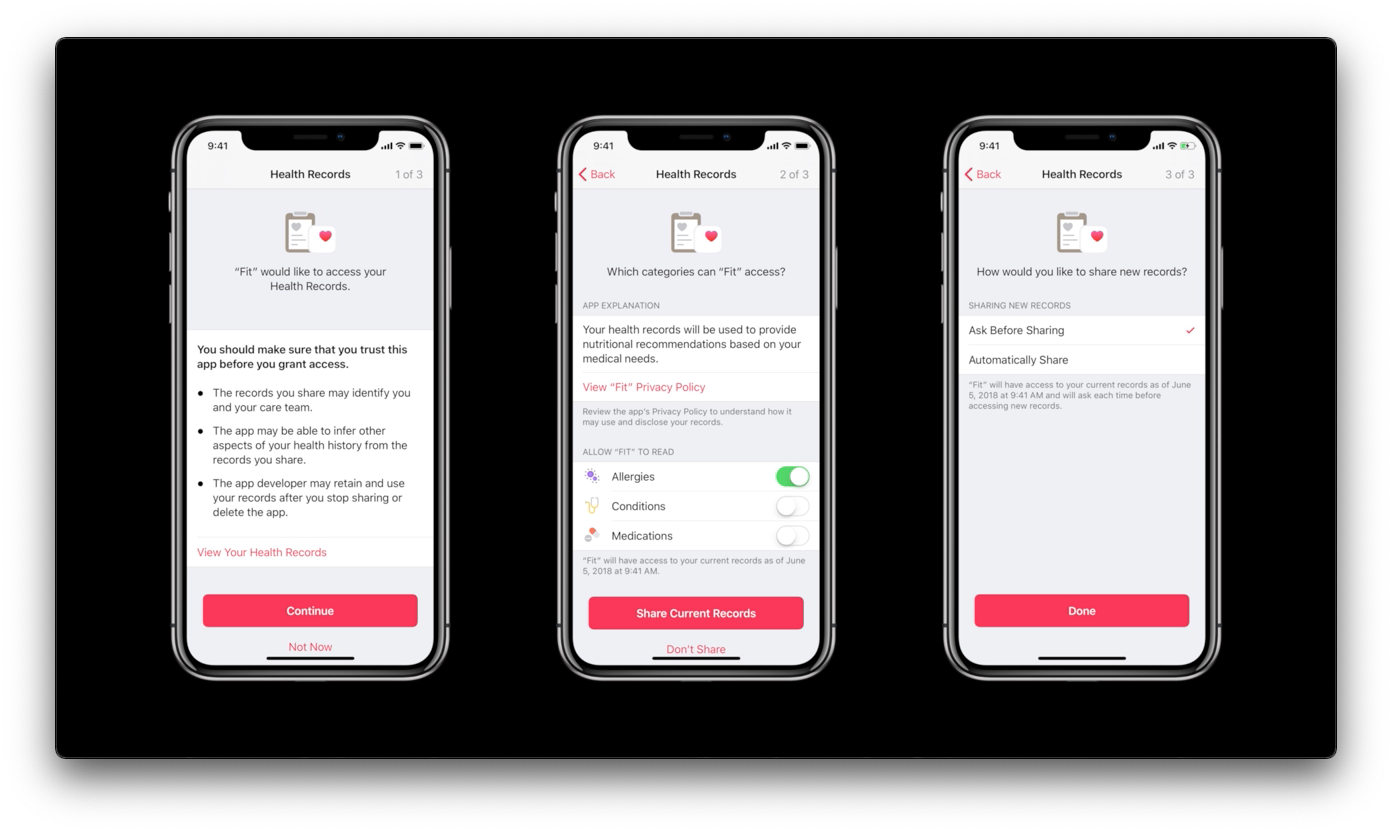 9:41
Health Records
1 of 3
“Fit” would like to access your
Health Records.
You should make sure that you trust this
app before you grant access.
● The records you share may identify you
and your care team.
● The app may be able to infer other
aspects of your health history from the
records you share.
● The app developer may retain and use
your records after you stop sharing or
delete the app.
View Your Health Records
Continue
Not Now
9:41
Back
Health Records
2 of 3
Which categories can “Fit” access?
APP EXPLANATION
Your health records will be used to provide
nutritional recommendations based on your
medical needs.
View “Fit” Privacy Policy
Review the app’s Privacy Policy to understand how it
may use and disclose your records.
ALLOW “FIT” TO READ
Allergies
Conditions
Medications
“Fit” will have access to your current records as of June
5, 2018 at 9:41 AM.
Share Current Records
Don’t Share
9:41
Back
Health Records
3 of 3
How would you like to share new records?
SHARING NEW RECORDS
Ask Before Sharing
Automatically Share
“Fit” will have access to your current records as of June
5, 2018 at 9:41 AM and will ask each time before
accessing new records.
Done